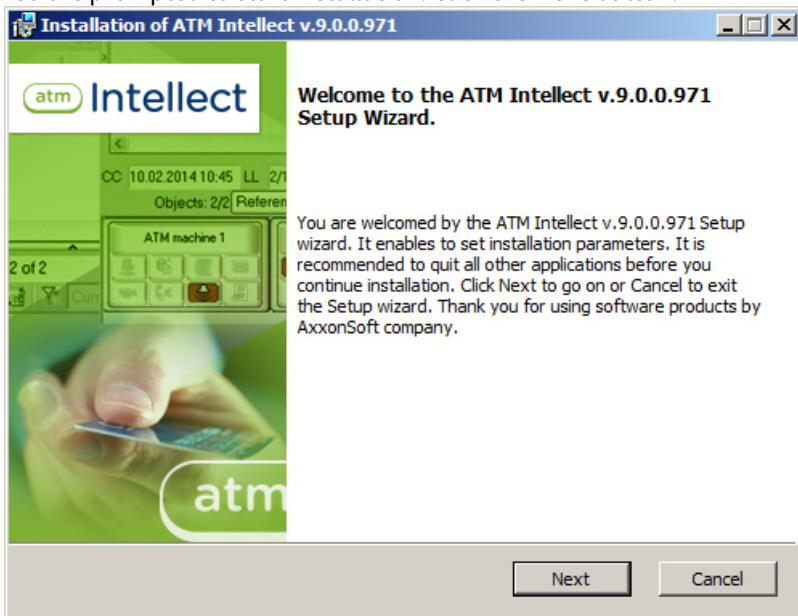 Installation of ATM Intellect v.9.0.0.971
atm Intellect
CC 10.02.2014 10:45 LL 2/1
Objects: 2/2 Referen
ATM machine 1
2 of 2
Curr
atm
Welcome to the ATM Intellect v.9.0.0.971
Setup Wizard.
You are welcomed by the ATM Intellect v.9.0.0.971 Setup
wizard. It enables to set installation parameters. It is
recommended to quit all other applications before you
continue installation. Click Next to go on or Cancel to exit
the Setup wizard. Thank you for using software products by
AxxonSoft company.
Next
Cancel